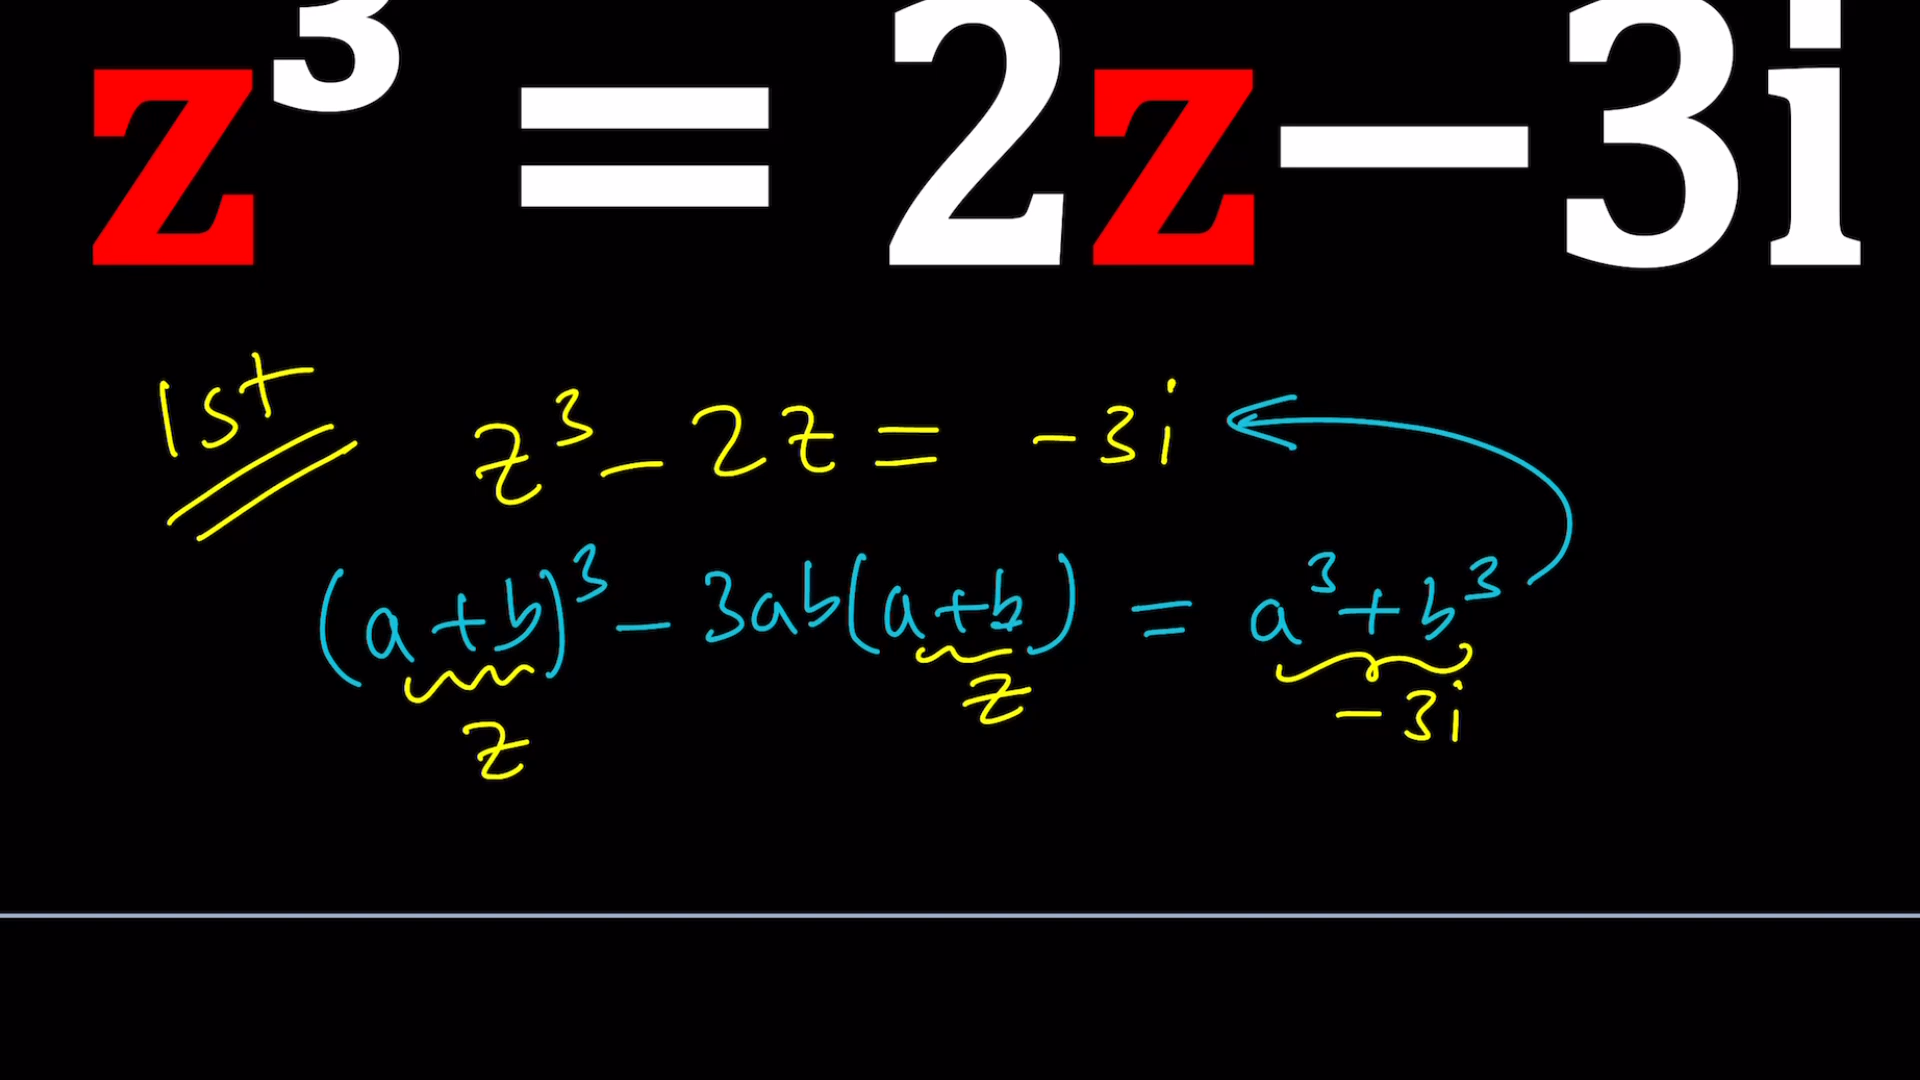 z³ = 2z−3i
1st
z³ − 2z = −3i
(a+b)³ − 3ab(a+b) = a³+b³
z z −3i